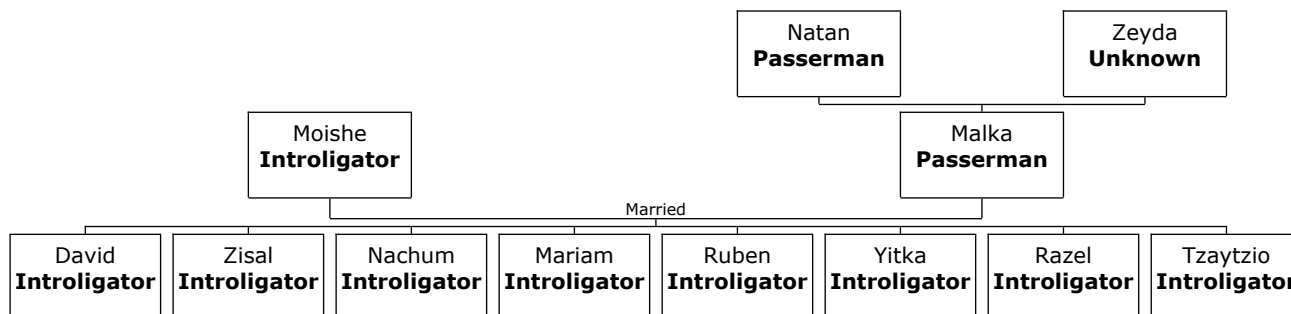 Natan
Passerman
Zeyda
Unknown
Moishe
Introligator
Malka
Passerman
Married
David
Introligator
Zisal
Introligator
Nachum
Introligator
Mariam
Introligator
Ruben
Introligator
Yitka
Introligator
Razel
Introligator
Tzaytzio
Introligator